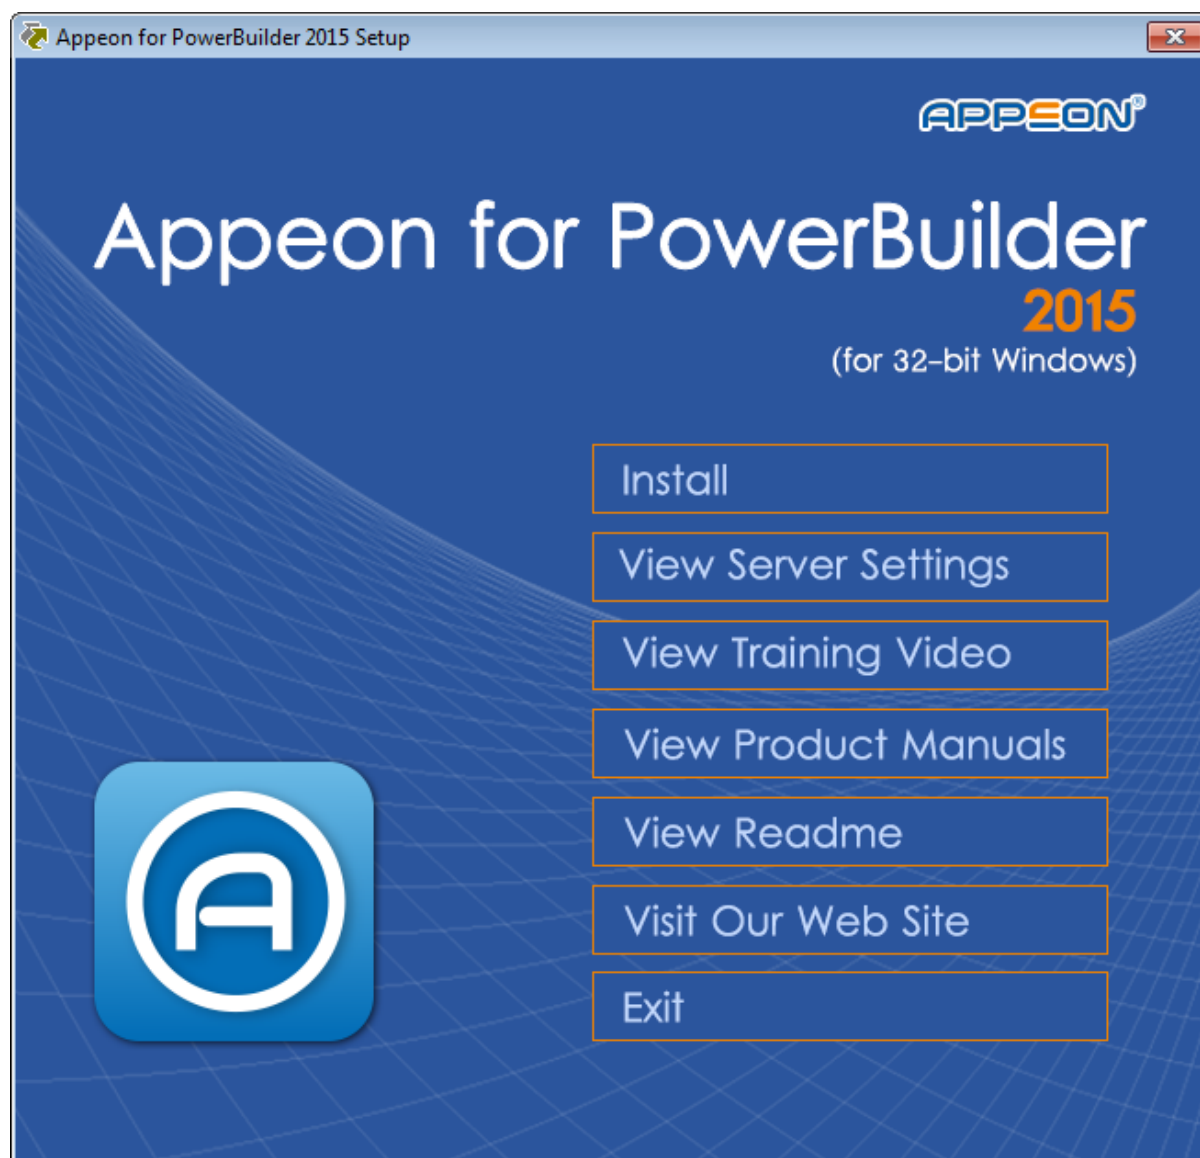 Appeon for PowerBuilder 2015 Setup
APPEON®
Appeon for PowerBuilder
2015
(for 32-bit Windows)
Install
View Server Settings
View Training Video
View Product Manuals
View Readme
Visit Our Web Site
Exit
A